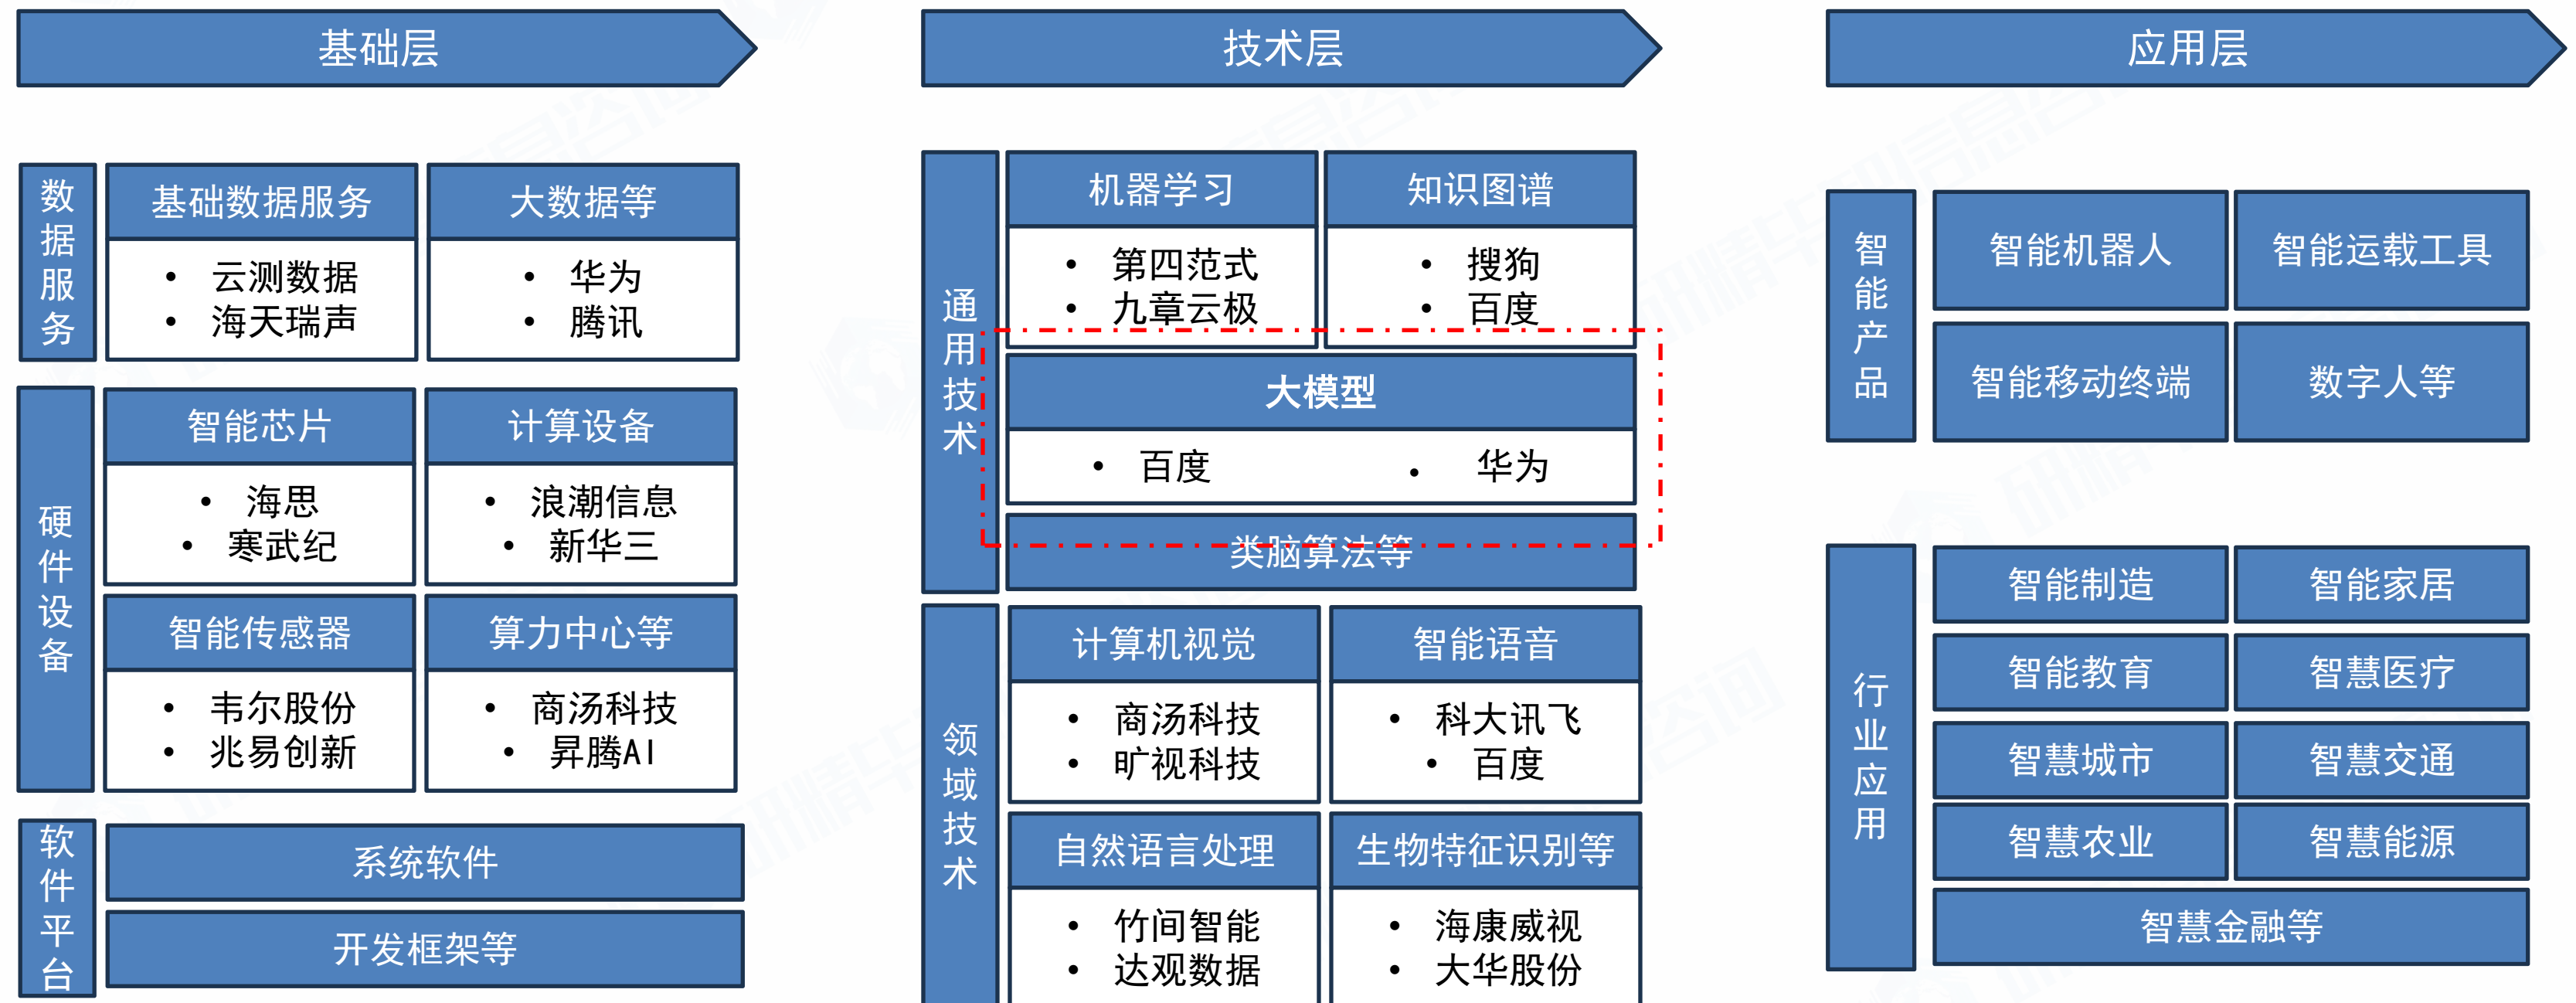 基础层
数据服务
基础数据服务
• 云测数据
• 海天瑞声
大数据等
• 华为
• 腾讯
硬件设备
智能芯片
• 海思
• 寒武纪
计算设备
• 浪潮信息
• 新华三
智能传感器
• 韦尔股份
• 兆易创新
算力中心等
• 商汤科技
• 昇腾AI
软件平台
系统软件
开发框架等
技术层
通用技术
机器学习
• 第四范式
• 九章云极
知识图谱
• 搜狗
• 百度
大模型
• 百度
• 华为
类脑算法等
领域技术
计算机视觉
• 商汤科技
• 旷视科技
智能语音
• 科大讯飞
• 百度
自然语言处理
• 竹间智能
• 达观数据
生物特征识别等
• 海康威视
• 大华股份
应用层
智能产品
智能机器人
智能运载工具
智能移动终端
数字人等
行业应用
智能制造
智能家居
智能教育
智慧医疗
智慧城市
智慧交通
智慧农业
智慧能源
智慧金融等